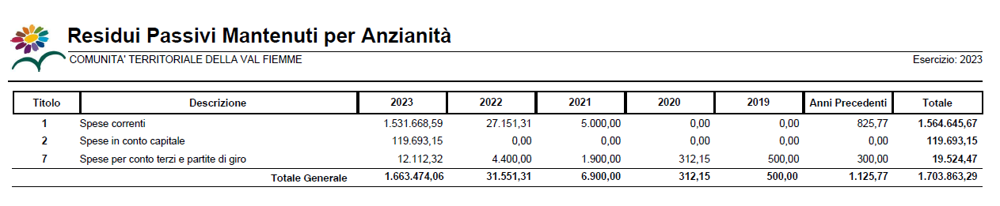 Residui Passivi Mantenuti per Anzianità
COMUNITA' TERRITORIALE DELLA VAL FIEMME Esercizio: 2023
Titolo Descrizione 2023 2022 2021 2020 2019 Anni Precedenti Totale
1 Spese correnti 1.531.668,59 27.151,31 5.000,00 0,00 0,00 825,77 1.564.645,67
2 Spese in conto capitale 119.693,15 0,00 0,00 0,00 0,00 0,00 119.693,15
7 Spese per conto terzi e partite di giro 12.112,32 4.400,00 1.900,00 312,15 500,00 300,00 19.524,47
Totale Generale 1.663.474,06 31.551,31 6.900,00 312,15 500,00 1.125,77 1.703.863,29